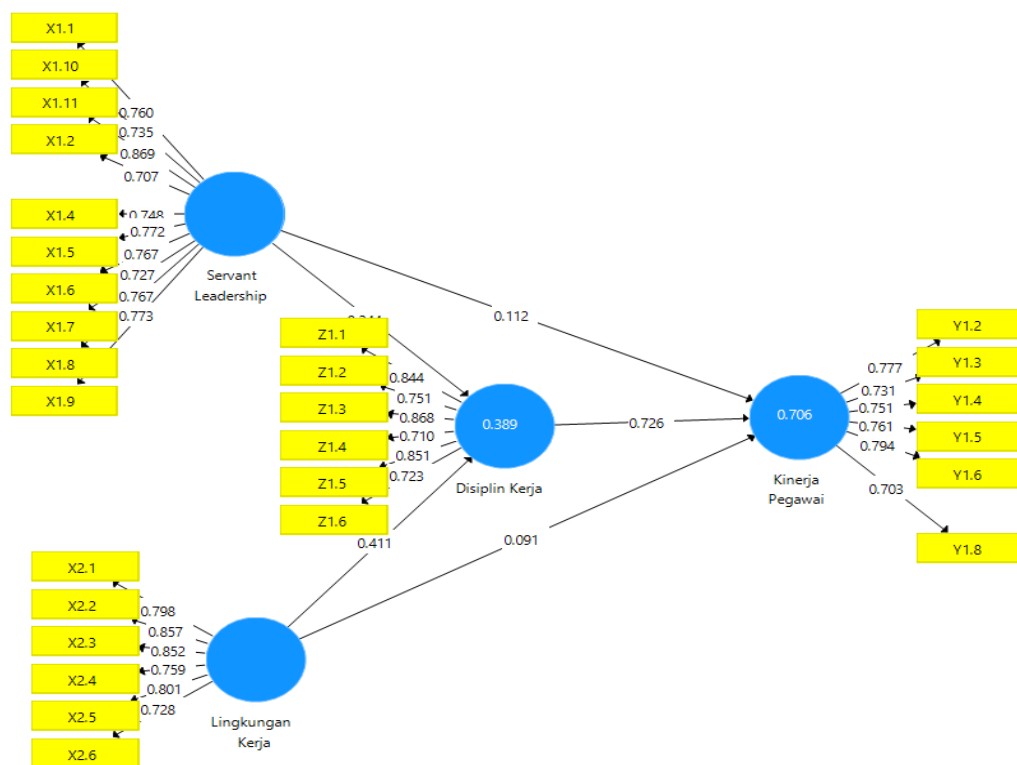 X1.1
X1.10
X1.11
X1.2
X1.4
X1.5
X1.6
X1.7
X1.8
X1.9
0.760
0.735
0.869
0.707
0.748
0.772
0.767
0.727
0.767
0.773
Servant
Leadership
0.112
Z1.1
Z1.2
Z1.3
Z1.4
Z1.5
Z1.6
0.844
0.751
0.868
0.710
0.851
0.723
0.389
Disiplin Kerja
0.726
0.411
0.091
0.706
Kinerja
Pegawai
0.777
0.731
0.751
0.761
0.794
0.703
Y1.2
Y1.3
Y1.4
Y1.5
Y1.6
Y1.8
X2.1
X2.2
X2.3
X2.4
X2.5
X2.6
0.798
0.857
0.852
0.759
0.801
0.728
Lingkungan
Kerja